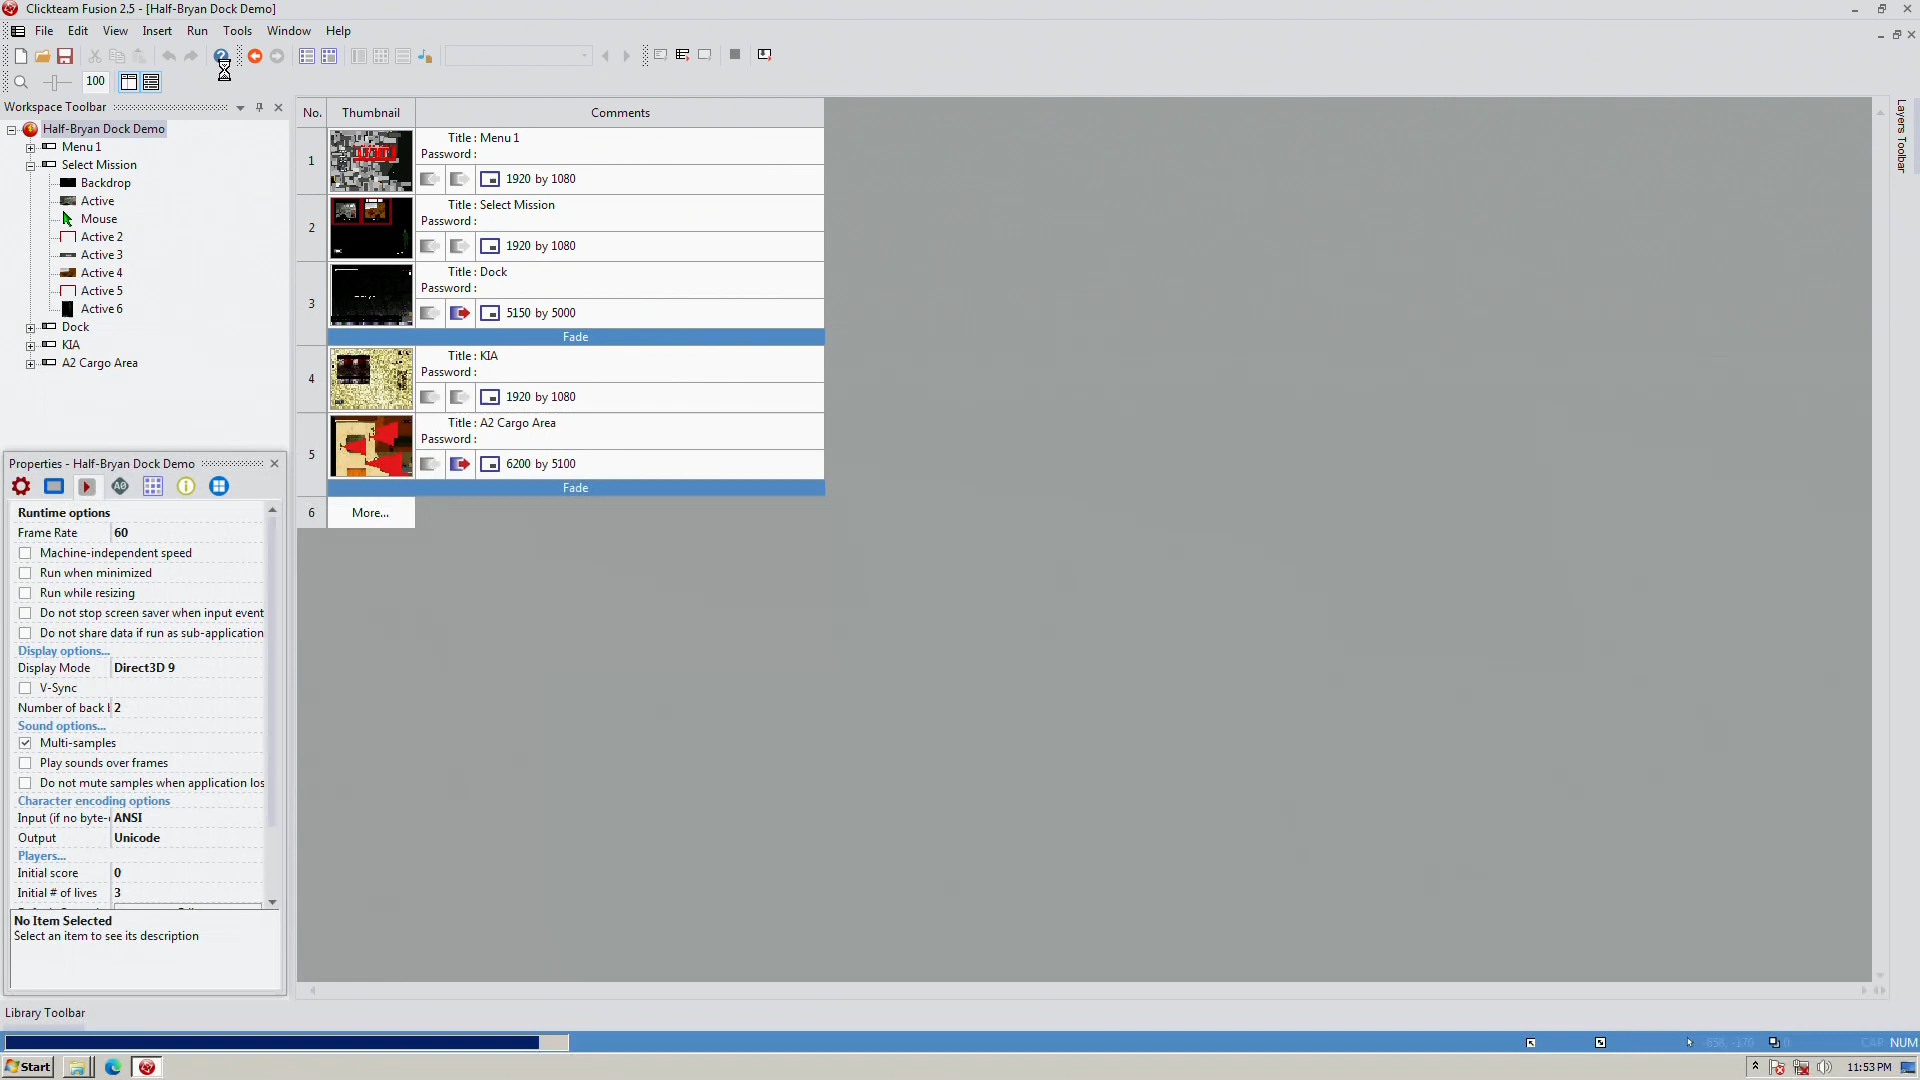 Clickteam Fusion 2.5 - [Half-Bryan Dock Demo]
File Edit View Insert Run Tools Window Help
100
Workspace Toolbar
Half-Bryan Dock Demo
Menu 1
Select Mission
Backdrop
Active
Mouse
Active 2
Active 3
Active 4
Active 5
Active 6
Dock
KIA
A2 Cargo Area
No. Thumbnail Comments
1
Title : Menu 1
Password :
1920 by 1080
2
Title : Select Mission
Password :
1920 by 1080
3
Title : Dock
Password :
5150 by 5000
Fade
4
Title : KIA
Password :
1920 by 1080
5
Title : A2 Cargo Area
Password :
6200 by 5100
Fade
6 More...
Layers Toolbar
Properties - Half-Bryan Dock Demo
Runtime options
Frame Rate 60
Machine-independent speed
Run when minimized
Run while resizing
Do not stop screen saver when input event
Do not share data if run as sub-application
Display options...
Display Mode Direct3D 9
V-Sync
Number of back b 2
Sound options...
Multi-samples
Play sounds over frames
Do not mute samples when application los
Character encoding options
Input (if no byte-o ANSI
Output Unicode
Players...
Initial score 0
Initial # of lives 3
No Item Selected
Select an item to see its description
Library Toolbar
-658, -170 0 CAP NUM
Start 11:53 PM